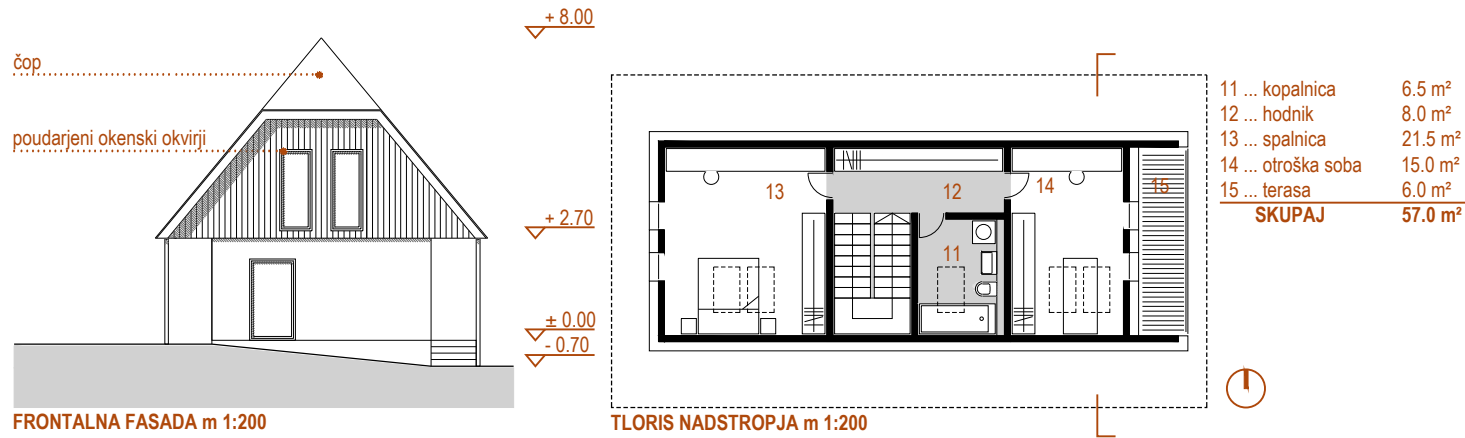 čop
poudarjeni okenski okvirji
FRONTALNA FASADA m 1:200
+ 8.00
+ 2.70
± 0.00
- 0.70
13
12
14
15
11
TLORIS NADSTROPJA m 1:200
11 ... kopalnica 6.5 m²
12 ... hodnik 8.0 m²
13 ... spalnica 21.5 m²
14 ... otroška soba 15.0 m²
15 ... terasa 6.0 m²
SKUPAJ 57.0 m²